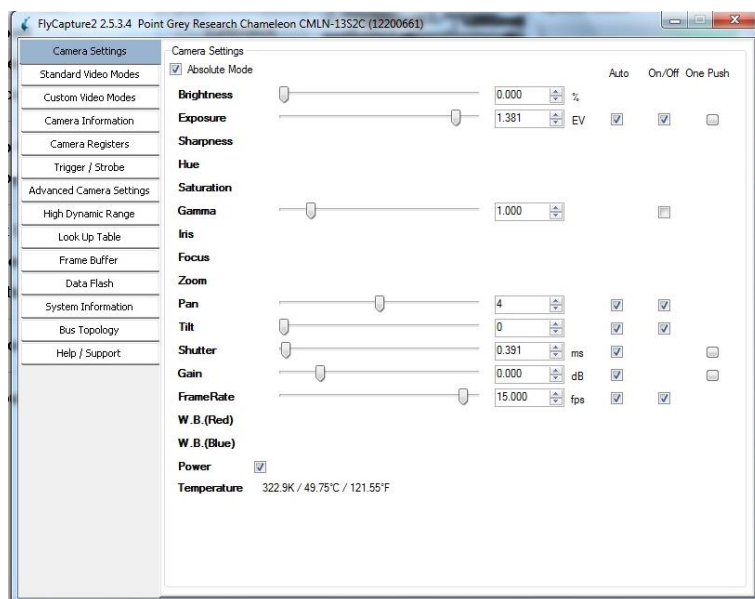 FlyCapture2 2.5.3.4 Point Grey Research Chameleon CMLN-13S2C (12200661)
Camera Settings
Standard Video Modes
Custom Video Modes
Camera Information
Camera Registers
Trigger / Strobe
Advanced Camera Settings
High Dynamic Range
Look Up Table
Frame Buffer
Data Flash
System Information
Bus Topology
Help / Support
Camera Settings
Absolute Mode
Auto On/Off One Push
Brightness 0.000 %
Exposure 1.381 EV
Sharpness
Hue
Saturation
Gamma 1.000
Iris
Focus
Zoom
Pan 4
Tilt 0
Shutter 0.391 ms
Gain 0.000 dB
FrameRate 15.000 fps
W.B.(Red)
W.B.(Blue)
Power
Temperature 322.9K / 49.75°C / 121.55°F